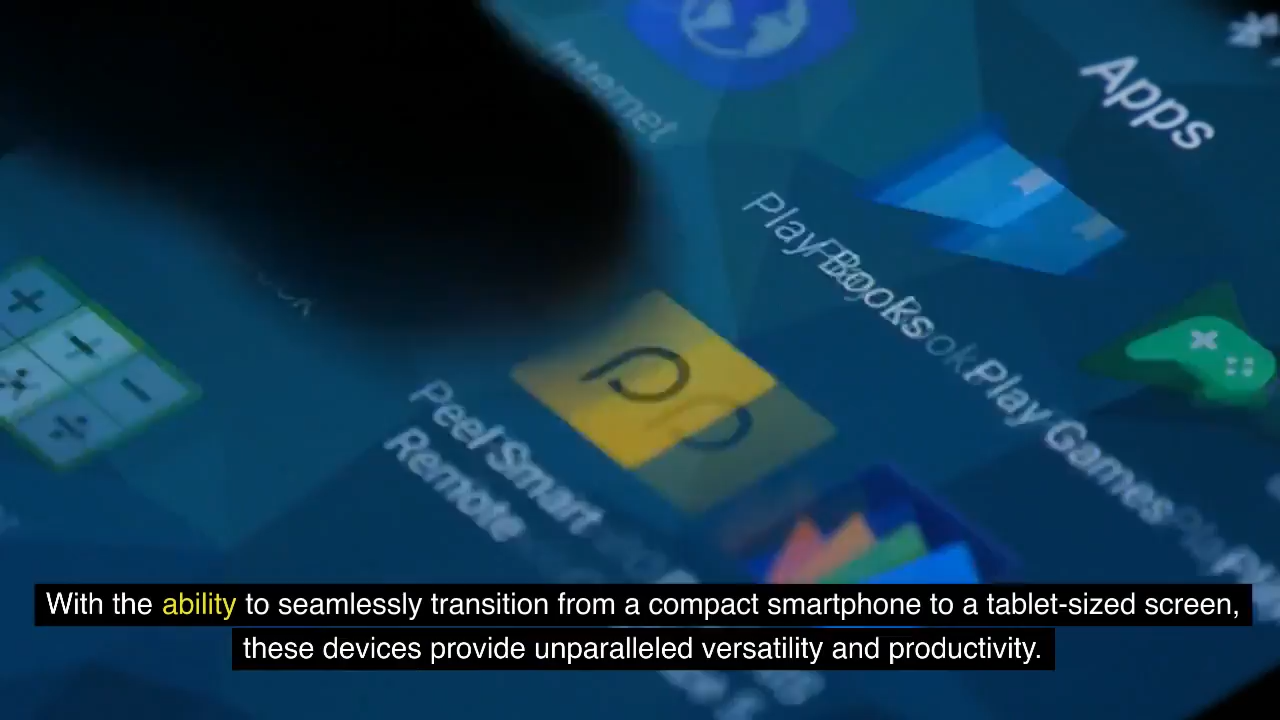 Internet
Apps
Play Books
Play Games
Peel Smart
Remote
With the ability to seamlessly transition from a compact smartphone to a tablet-sized screen,
these devices provide unparalleled versatility and productivity.